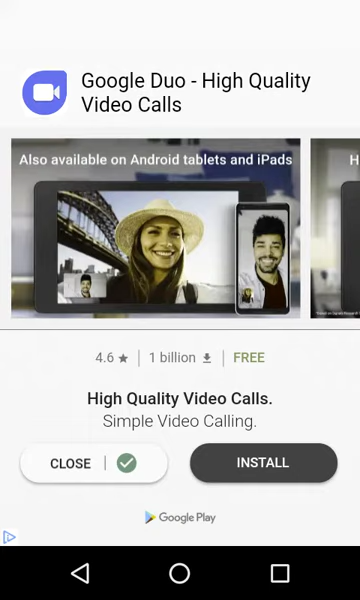 Google Duo - High Quality
Video Calls
Also available on Android tablets and iPads
H
4.6 ★ | 1 billion | FREE
High Quality Video Calls.
Simple Video Calling.
CLOSE
INSTALL
Google Play